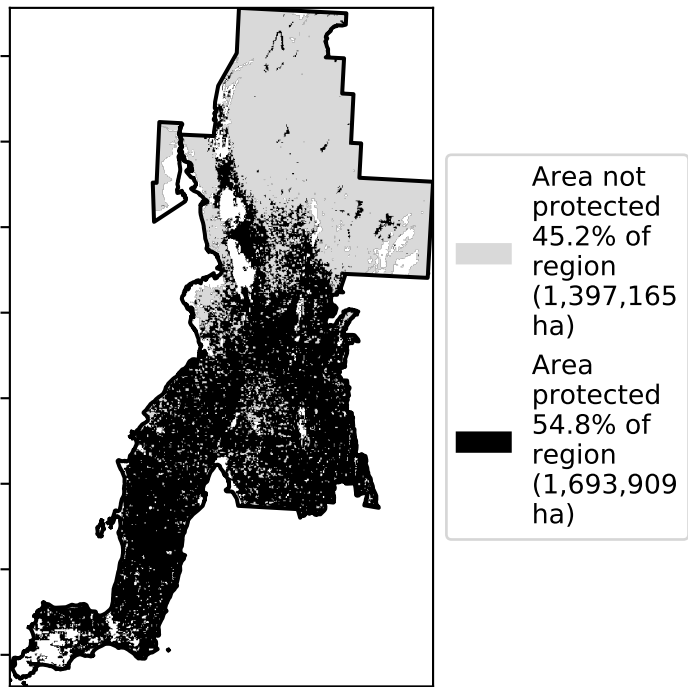 Area not
protected
45.2% of
region
(1,397,165
ha)
Area
protected
54.8% of
region
(1,693,909
ha)